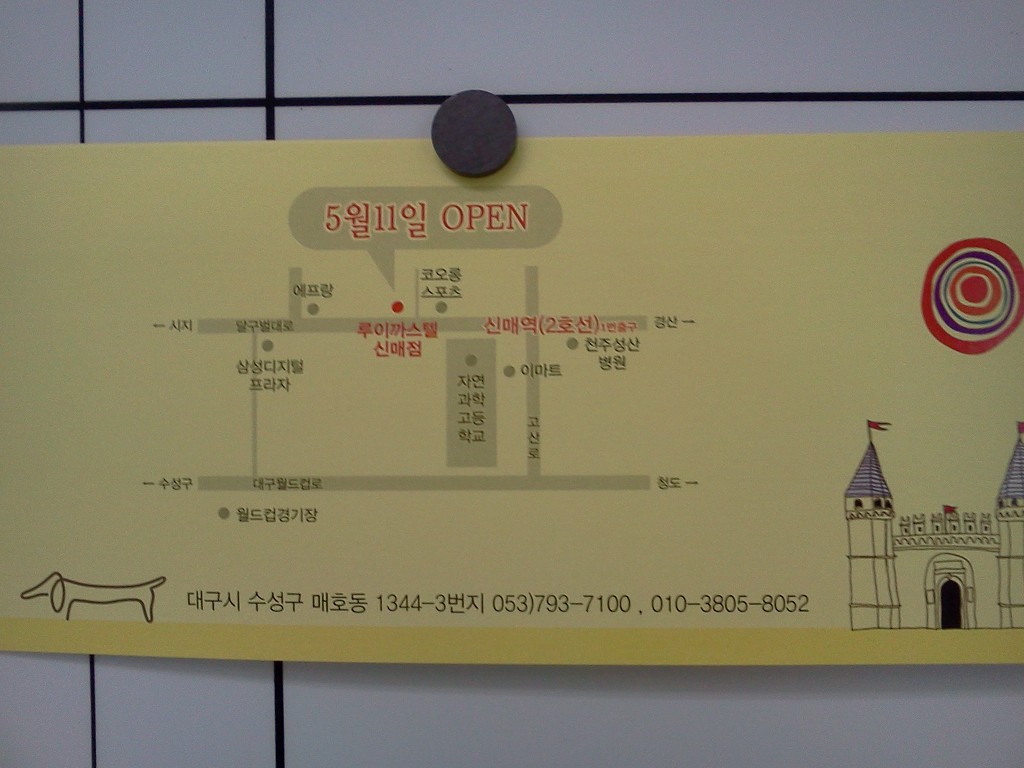 5월11일 OPEN
에프랑
코오롱
스포츠
←시지
달구벌대로
루이까스텔
신매점
신매역(2호선)1번출구
경산→
삼성디지털
프라자
자연
과학
고등
학교
이마트
천주성산
병원
고산로
←수성구
대구월드컵로
청도→
월드컵경기장
대구시 수성구 매호동 1344-3번지 053)793-7100 , 010-3805-8052